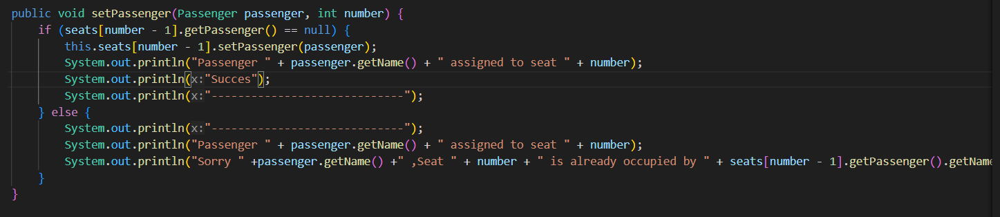 public void setPassenger(Passenger passenger, int number) {
    if (seats[number - 1].getPassenger() == null) {
        this.seats[number - 1].setPassenger(passenger);
        System.out.println("Passenger " + passenger.getName() + " assigned to seat " + number);
        System.out.println(x:"Succes");
        System.out.println(x:"-----------------------------");
    } else {
        System.out.println(x:"-----------------------------");
        System.out.println("Passenger " + passenger.getName() + " assigned to seat " + number);
        System.out.println("Sorry " +passenger.getName() +" ,Seat " + number + " is already occupied by " + seats[number - 1].getPassenger().getName
    }
}